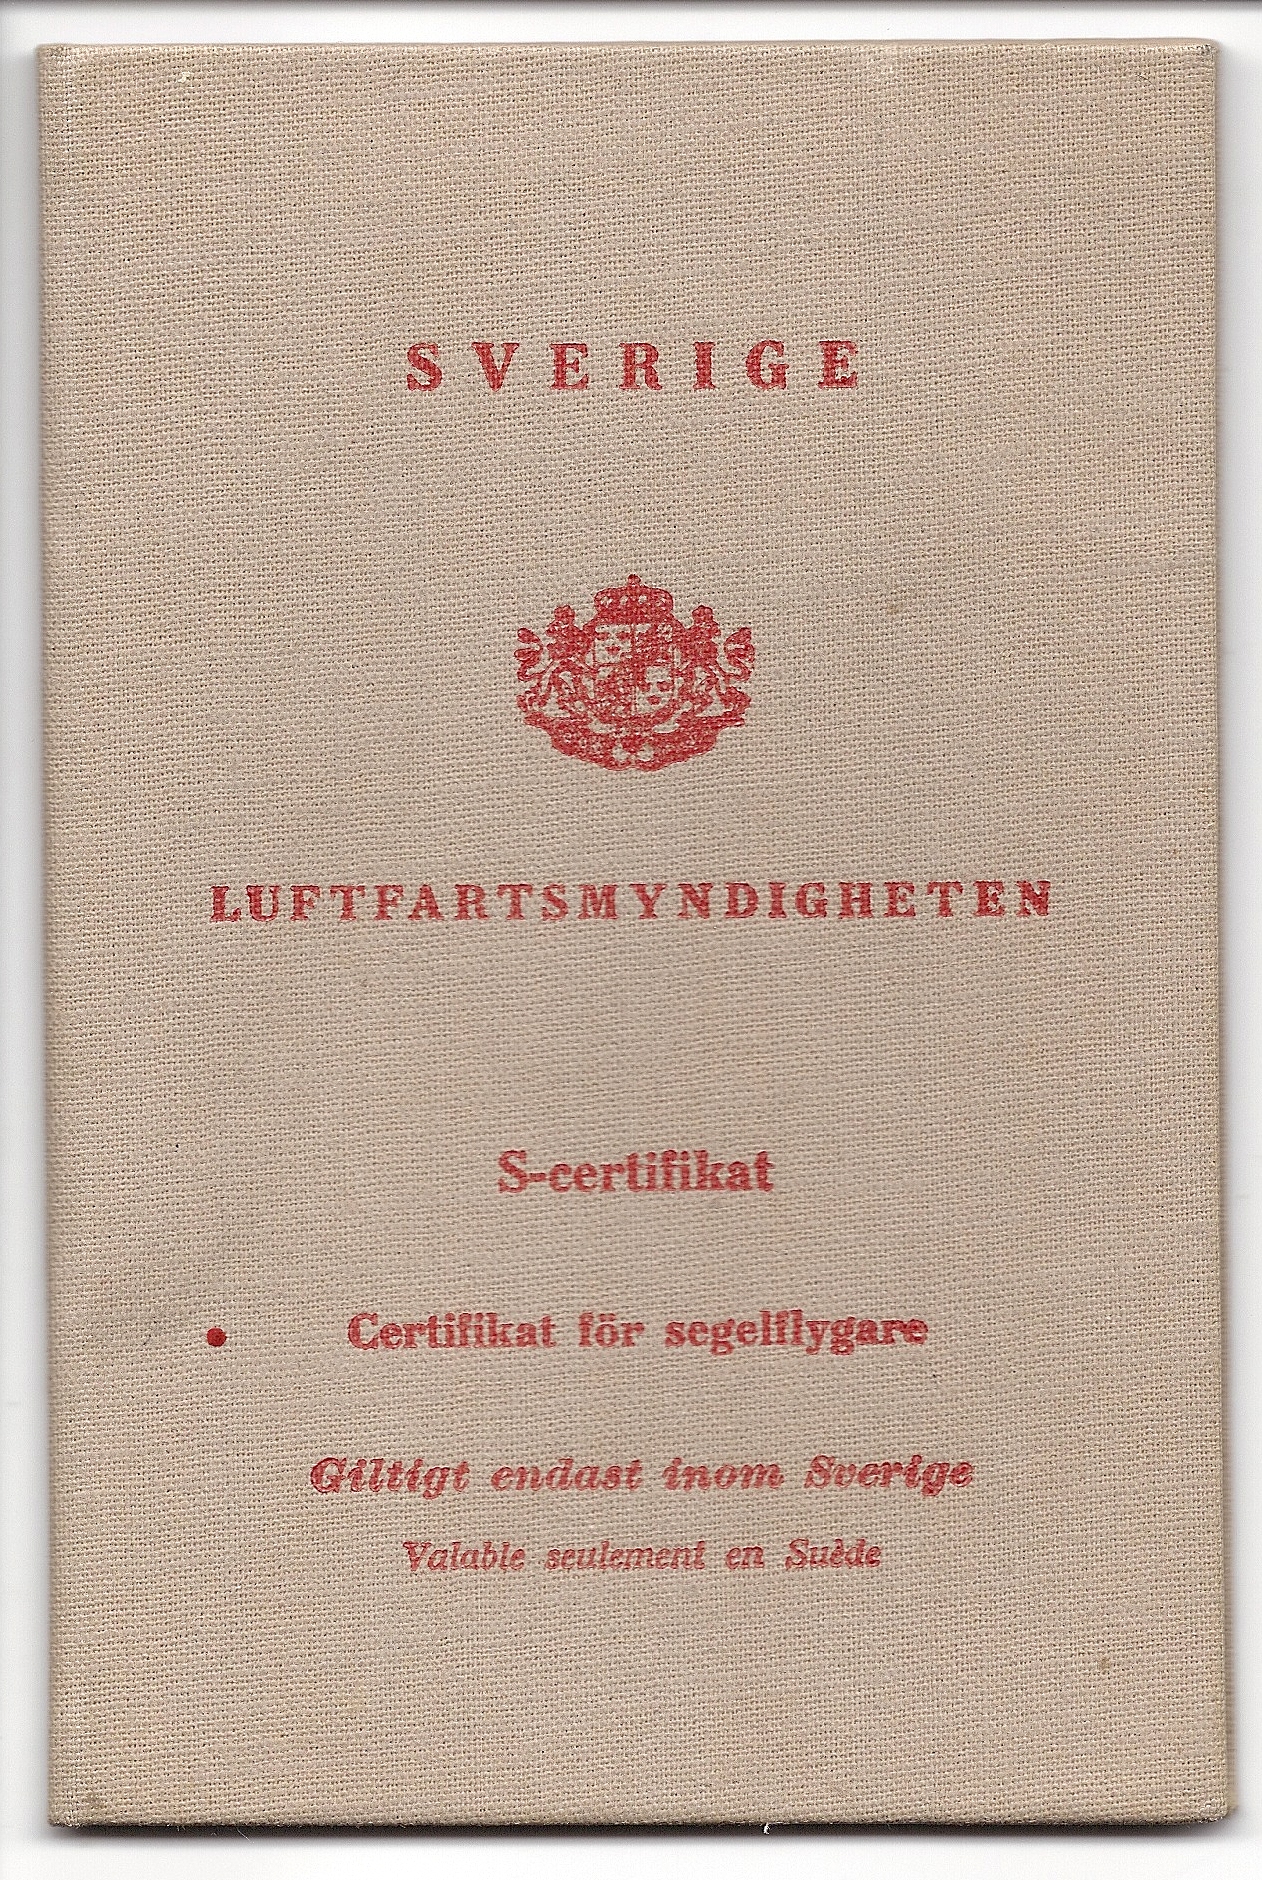 SVERIGE
LUFTFARTSMYNDIGHETEN
S-certifikat
Certifikat för segelflygare
Giltigt endast inom Sverige
Valable seulement en Suède